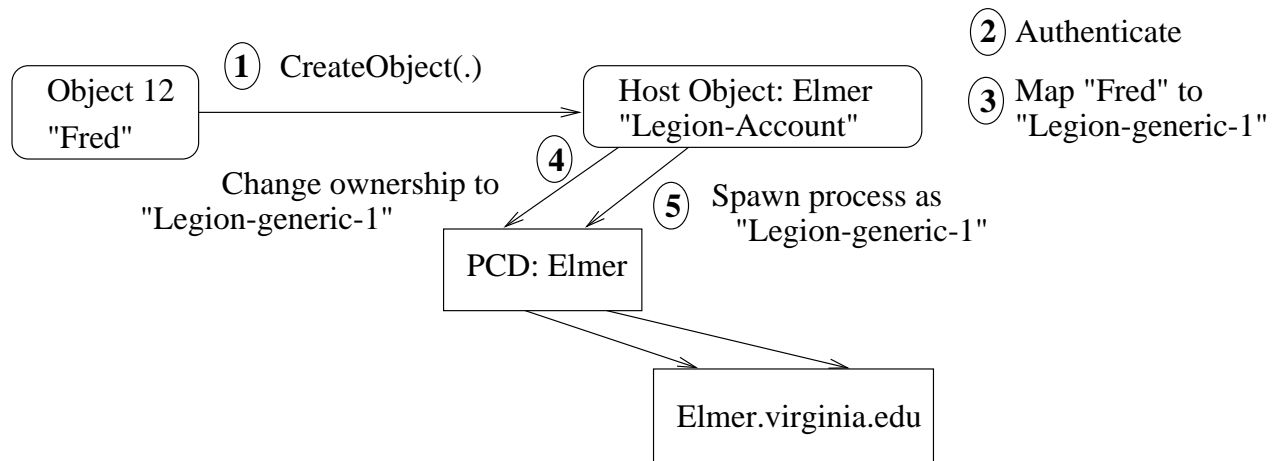 1 CreateObject(.)
Object 12
"Fred"
Host Object: Elmer
"Legion-Account"
2 Authenticate
3 Map "Fred" to
"Legion-generic-1"
4
Change ownership to
"Legion-generic-1"
5 Spawn process as
"Legion-generic-1"
PCD: Elmer
Elmer.virginia.edu